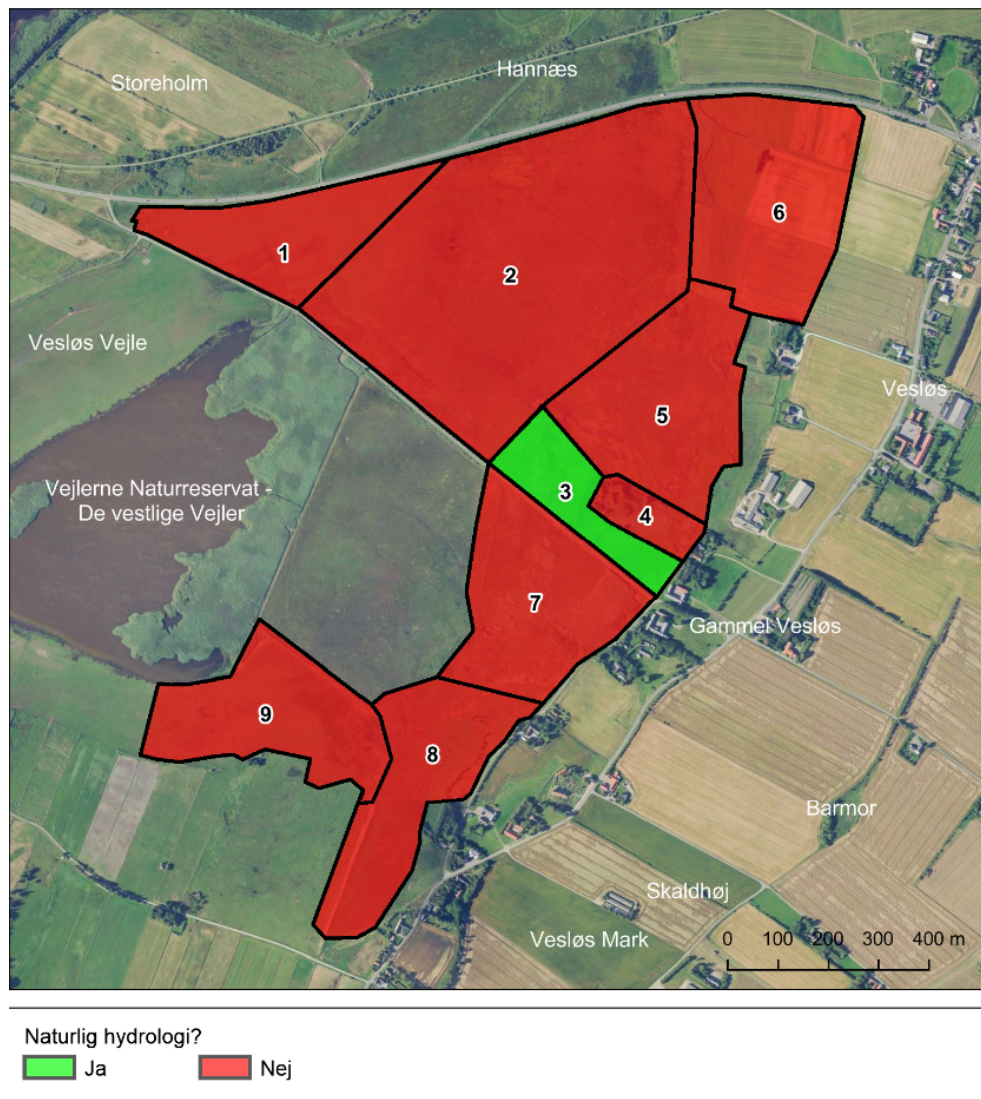 Hannæs
Storeholm
6
1
2
Vesløs Vejle
Vesløs
5
Vejlerne Naturreservat -
De vestlige Vejler
3
4
7
Gammel Vesløs
9
8
Barmor
Skaldhøj
Vesløs Mark
0 100 200 300 400 m
Naturlig hydrologi?
Ja Nej